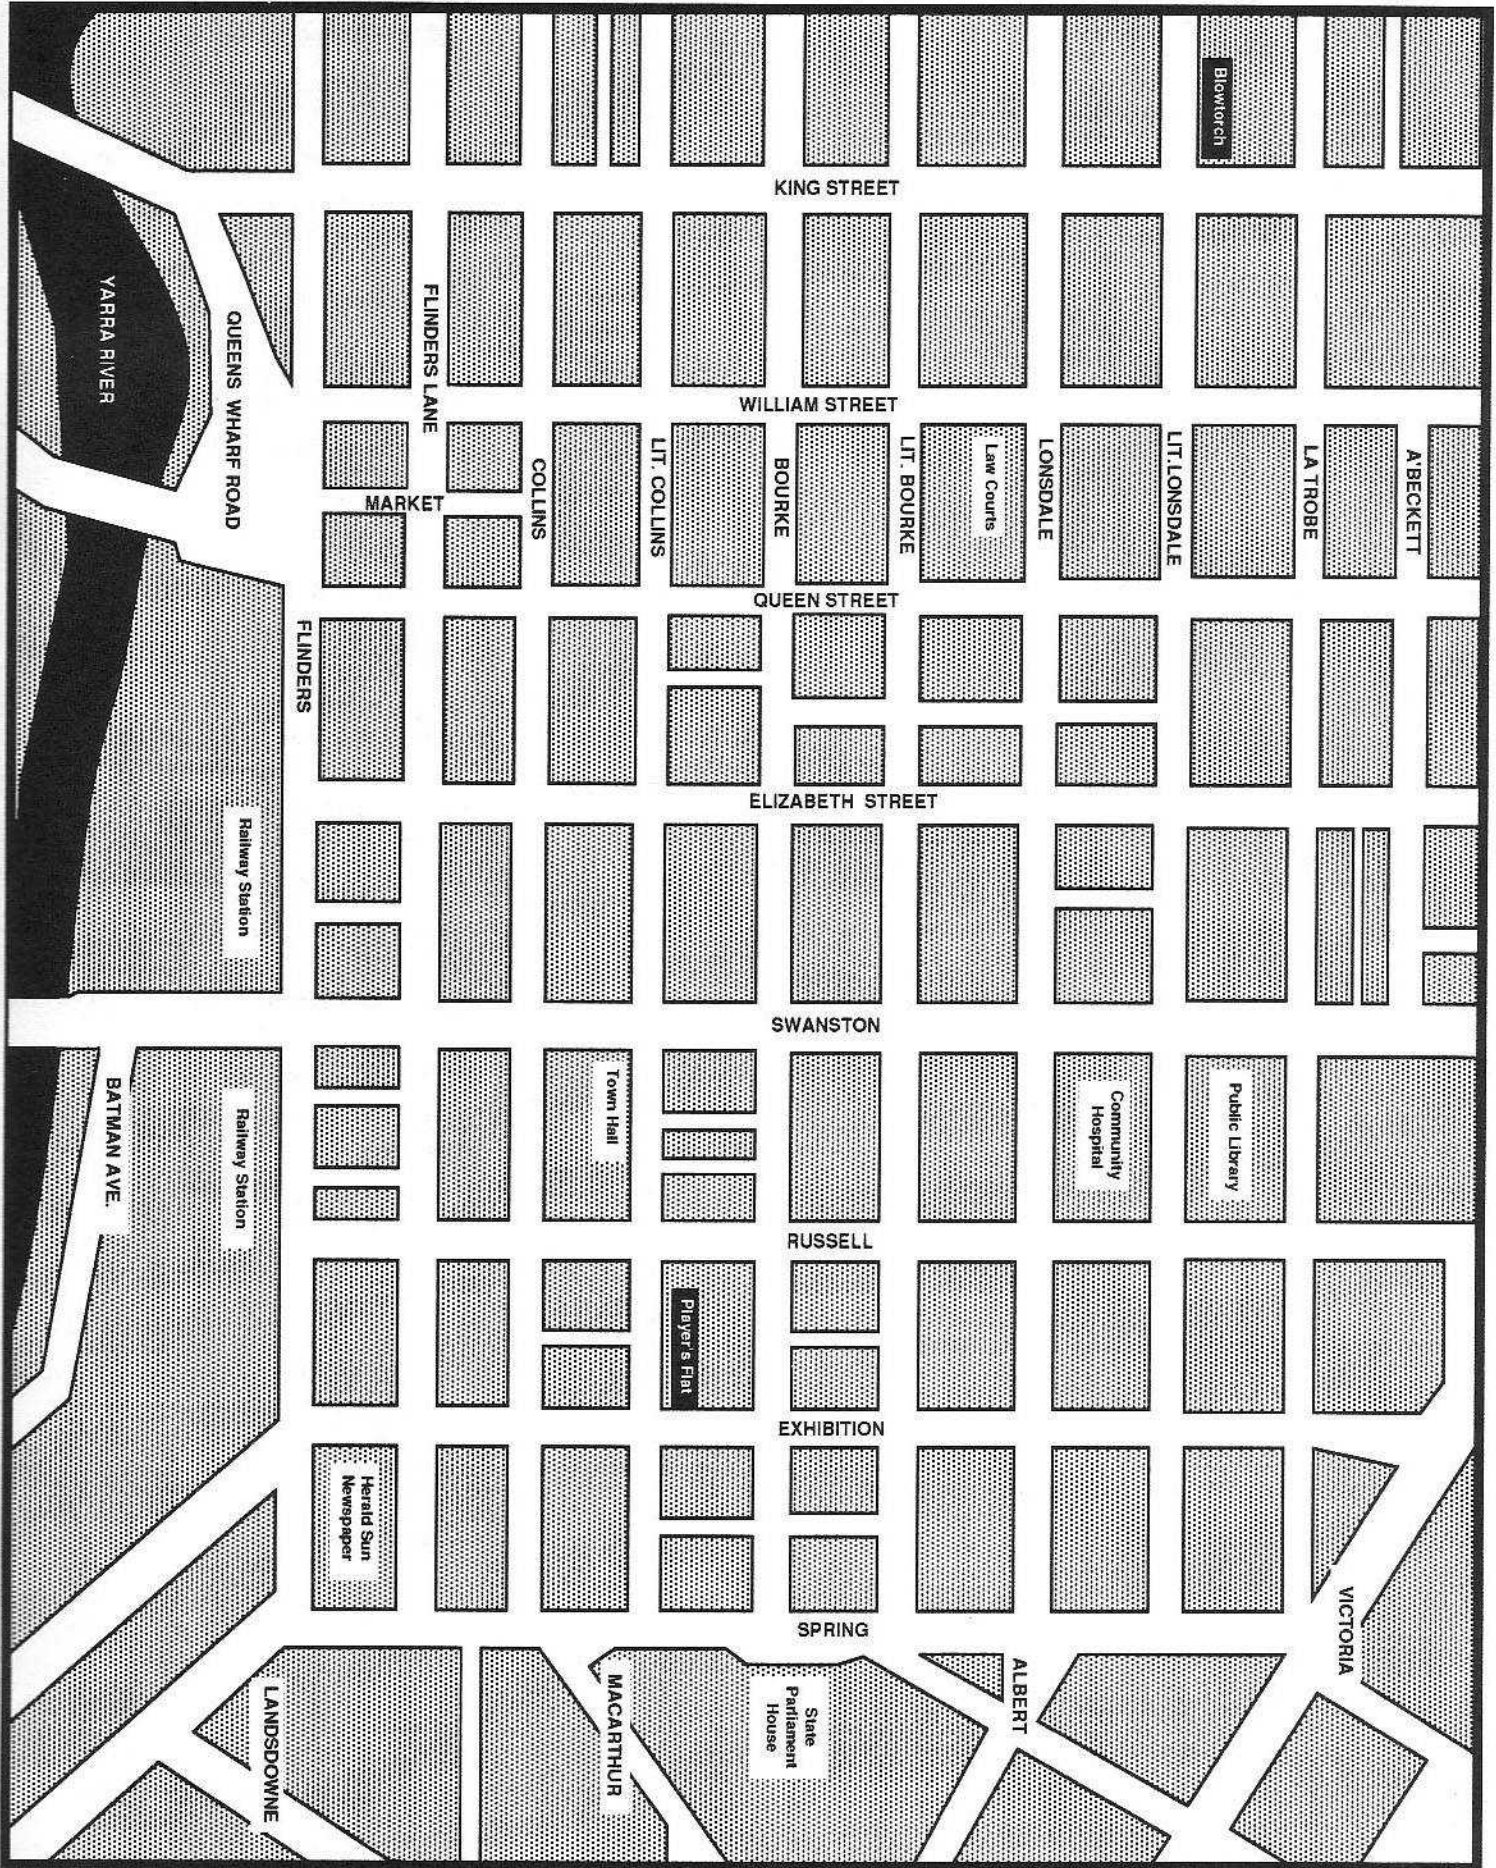 Blowtorch
KING STREET
YARRA RIVER
QUEENS WHARF ROAD
FLINDERS LANE
WILLIAM STREET
MARKET
COLLINS
LIT. COLLINS
BOURKE
LIT. BOURKE
Law Courts
LONSDALE
LIT. LONSDALE
LA TROBE
A'BECKETT
QUEEN STREET
FLINDERS
ELIZABETH STREET
Railway Station
SWANSTON
BATMAN AVE.
Railway Station
Town Hall
Community
Hospital
Public Library
RUSSELL
Player's Flat
EXHIBITION
Herald Sun
Newspaper
SPRING
VICTORIA
LANDSDOWNE
MACARTHUR
State
Parliament
House
ALBERT